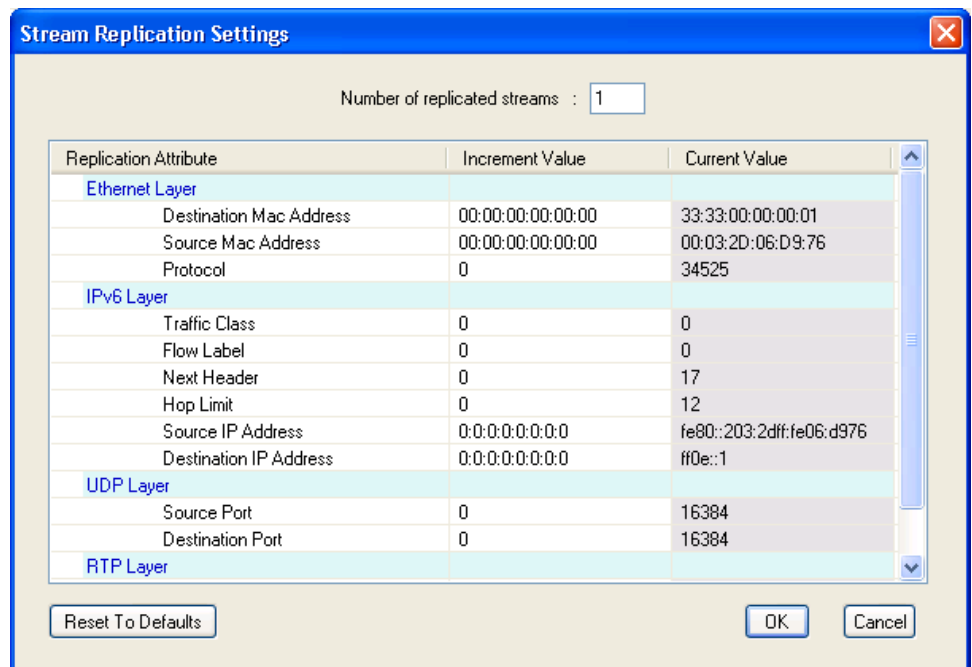 Stream Replication Settings
Number of replicated streams : 1
Replication Attribute Increment Value Current Value
Ethernet Layer
Destination Mac Address 00:00:00:00:00:00 33:33:00:00:00:01
Source Mac Address 00:00:00:00:00:00 00:03:2D:06:D9:76
Protocol 0 34525
IPv6 Layer
Traffic Class 0 0
Flow Label 0 0
Next Header 0 17
Hop Limit 0 12
Source IP Address 0:0:0:0:0:0:0:0 fe80::203:2dff:fe06:d976
Destination IP Address 0:0:0:0:0:0:0:0 ff0e::1
UDP Layer
Source Port 0 16384
Destination Port 0 16384
RTP Layer
Reset To Defaults OK Cancel